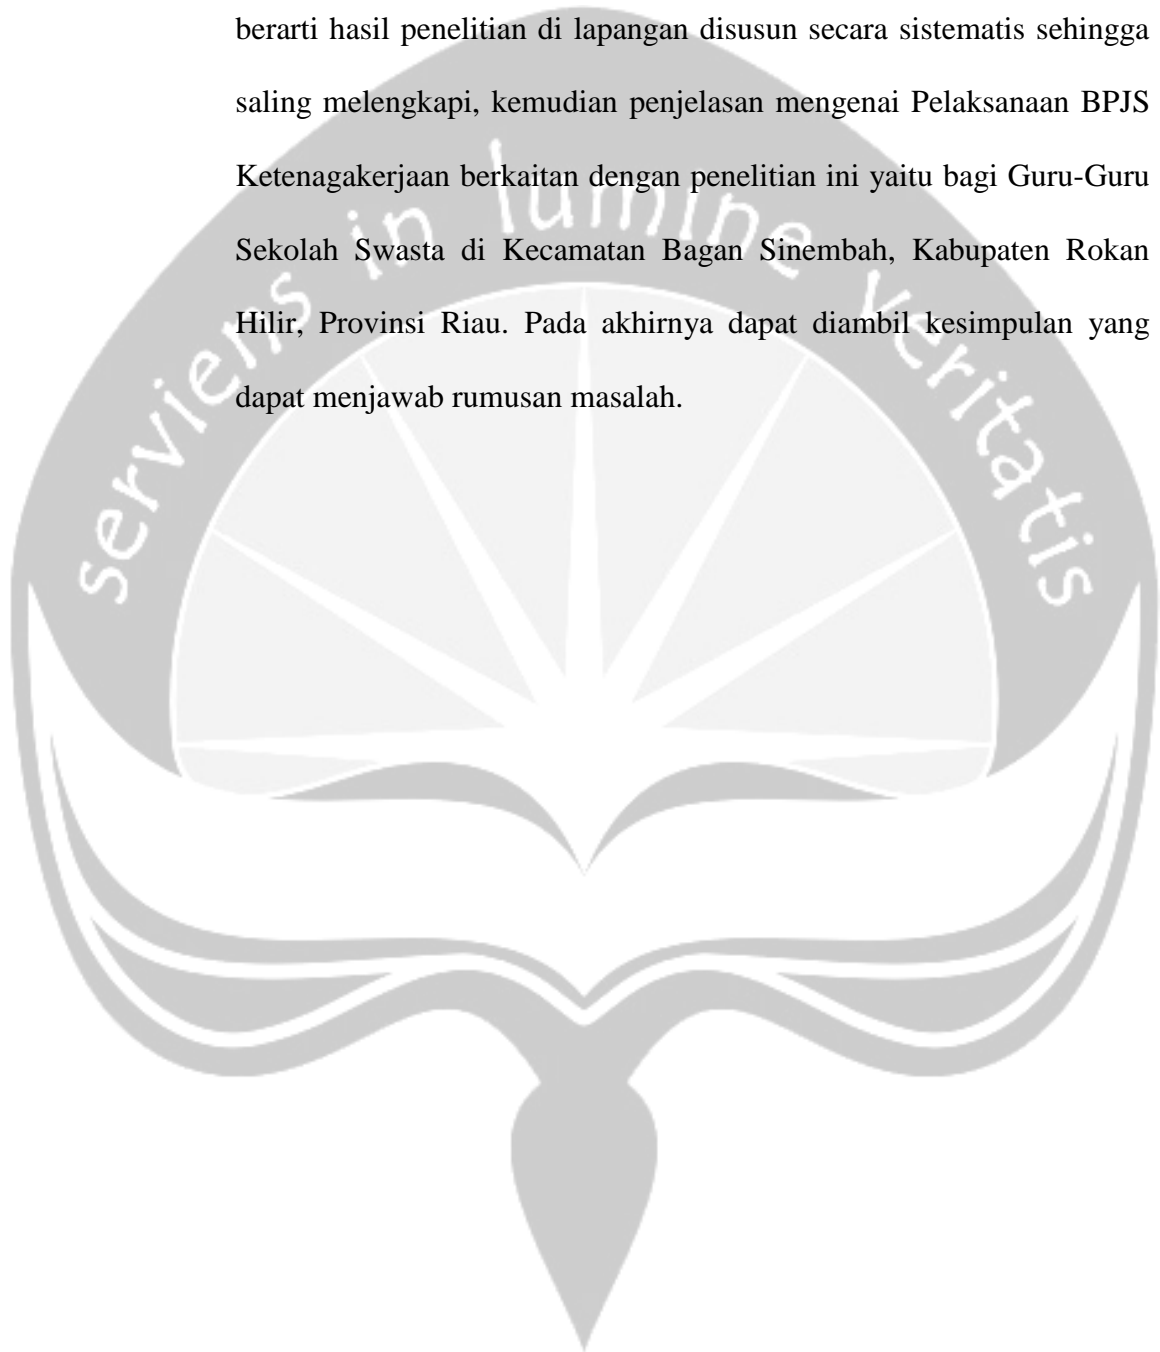 berarti hasil penelitian di lapangan disusun secara sistematis sehingga
saling melengkapi, kemudian penjelasan mengenai Pelaksanaan BPJS
Ketenagakerjaan berkaitan dengan penelitian ini yaitu bagi Guru-Guru
Sekolah Swasta di Kecamatan Bagan Sinembah, Kabupaten Rokan
Hilir, Provinsi Riau. Pada akhirnya dapat diambil kesimpulan yang
dapat menjawab rumusan masalah.
serviens in lumine veritatis